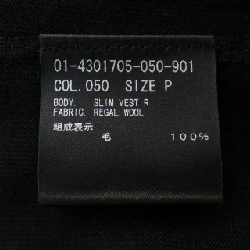 01-4301705-050-901
COL.050 SIZE P
BODY. SLIM VEST R
FABRIC. REGAL WOOL
組成表示
毛 100%